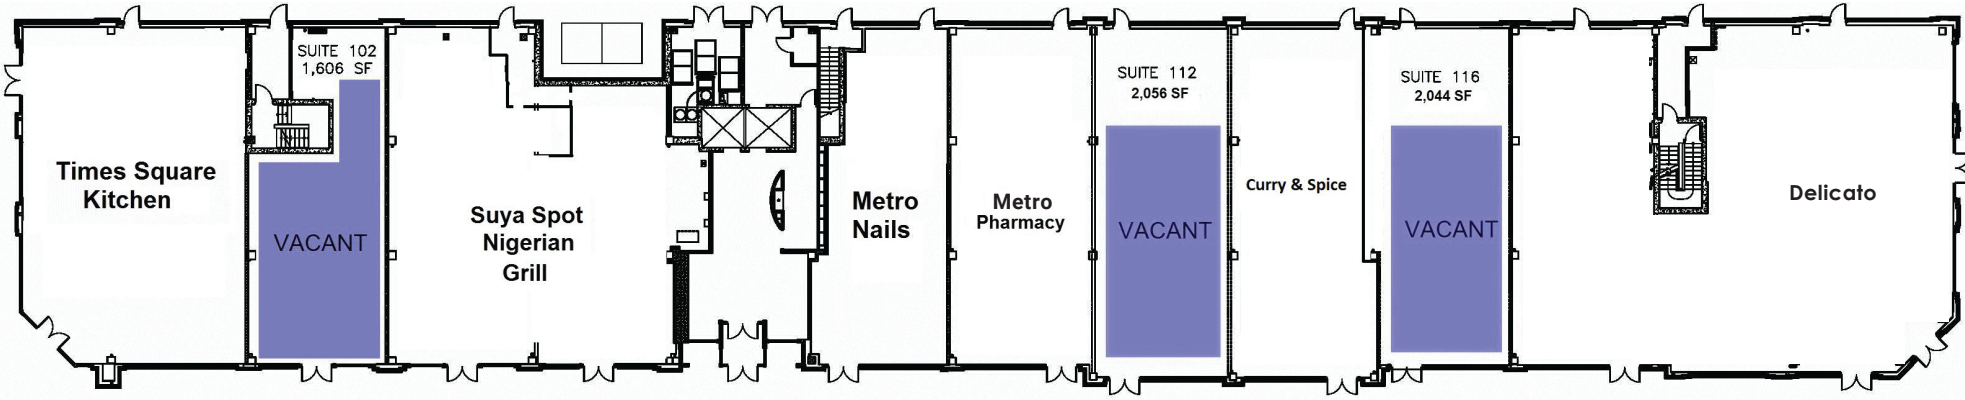 Times Square
Kitchen
SUITE 102
1,606 SF
VACANT
Suya Spot
Nigerian
Grill
Metro
Nails
Metro
Pharmacy
SUITE 112
2,056 SF
VACANT
Curry & Spice
SUITE 116
2,044 SF
VACANT
Delicato